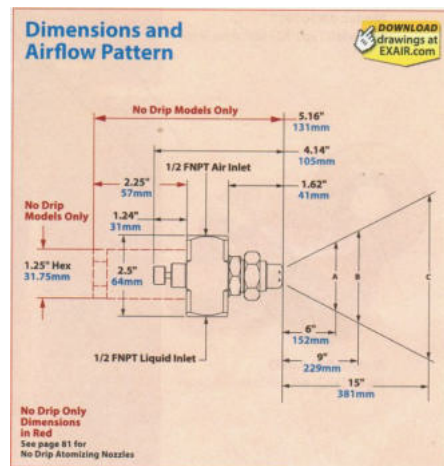 Dimensions and
Airflow Pattern
DOWNLOAD
drawings at
EXAIR.com
No Drip Models Only
5.16"
131mm
4.14"
105mm
1/2 FNPT Air Inlet
2.25"
57mm
1.62"
41mm
No Drip
Models Only
1.24"
31mm
1.25" Hex
31.75mm
2.5"
64mm
A
B
C
6"
152mm
1/2 FNPT Liquid Inlet
9"
229mm
15"
381mm
No Drip Only
Dimensions
in Red
See page 81 for
No Drip Atomizing Nozzles